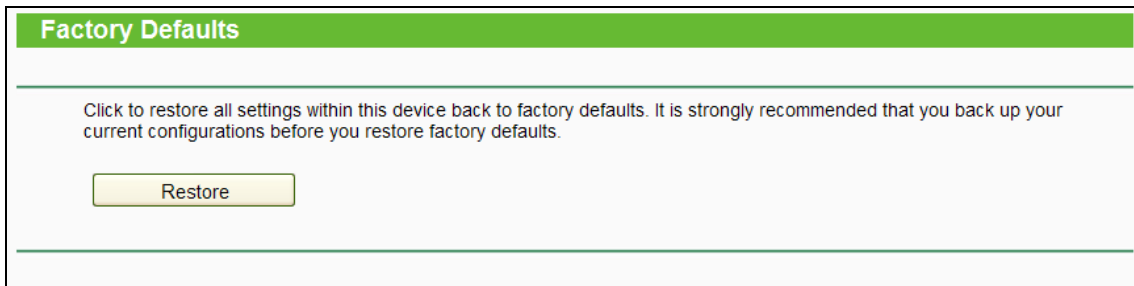 Factory Defaults
Click to restore all settings within this device back to factory defaults. It is strongly recommended that you back up your
current configurations before you restore factory defaults.
Restore